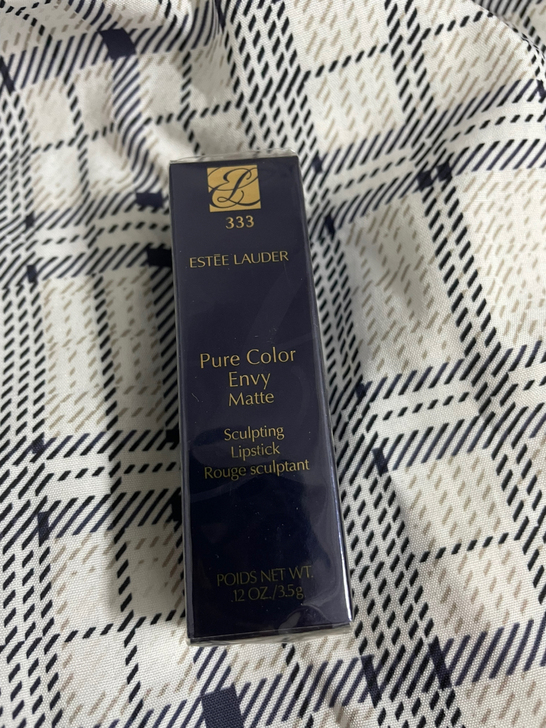 333
ESTĒE LAUDER
Pure Color
Envy
Matte
Sculpting
Lipstick
Rouge sculptant
POIDS NET WT.
.12 OZ./3.5g